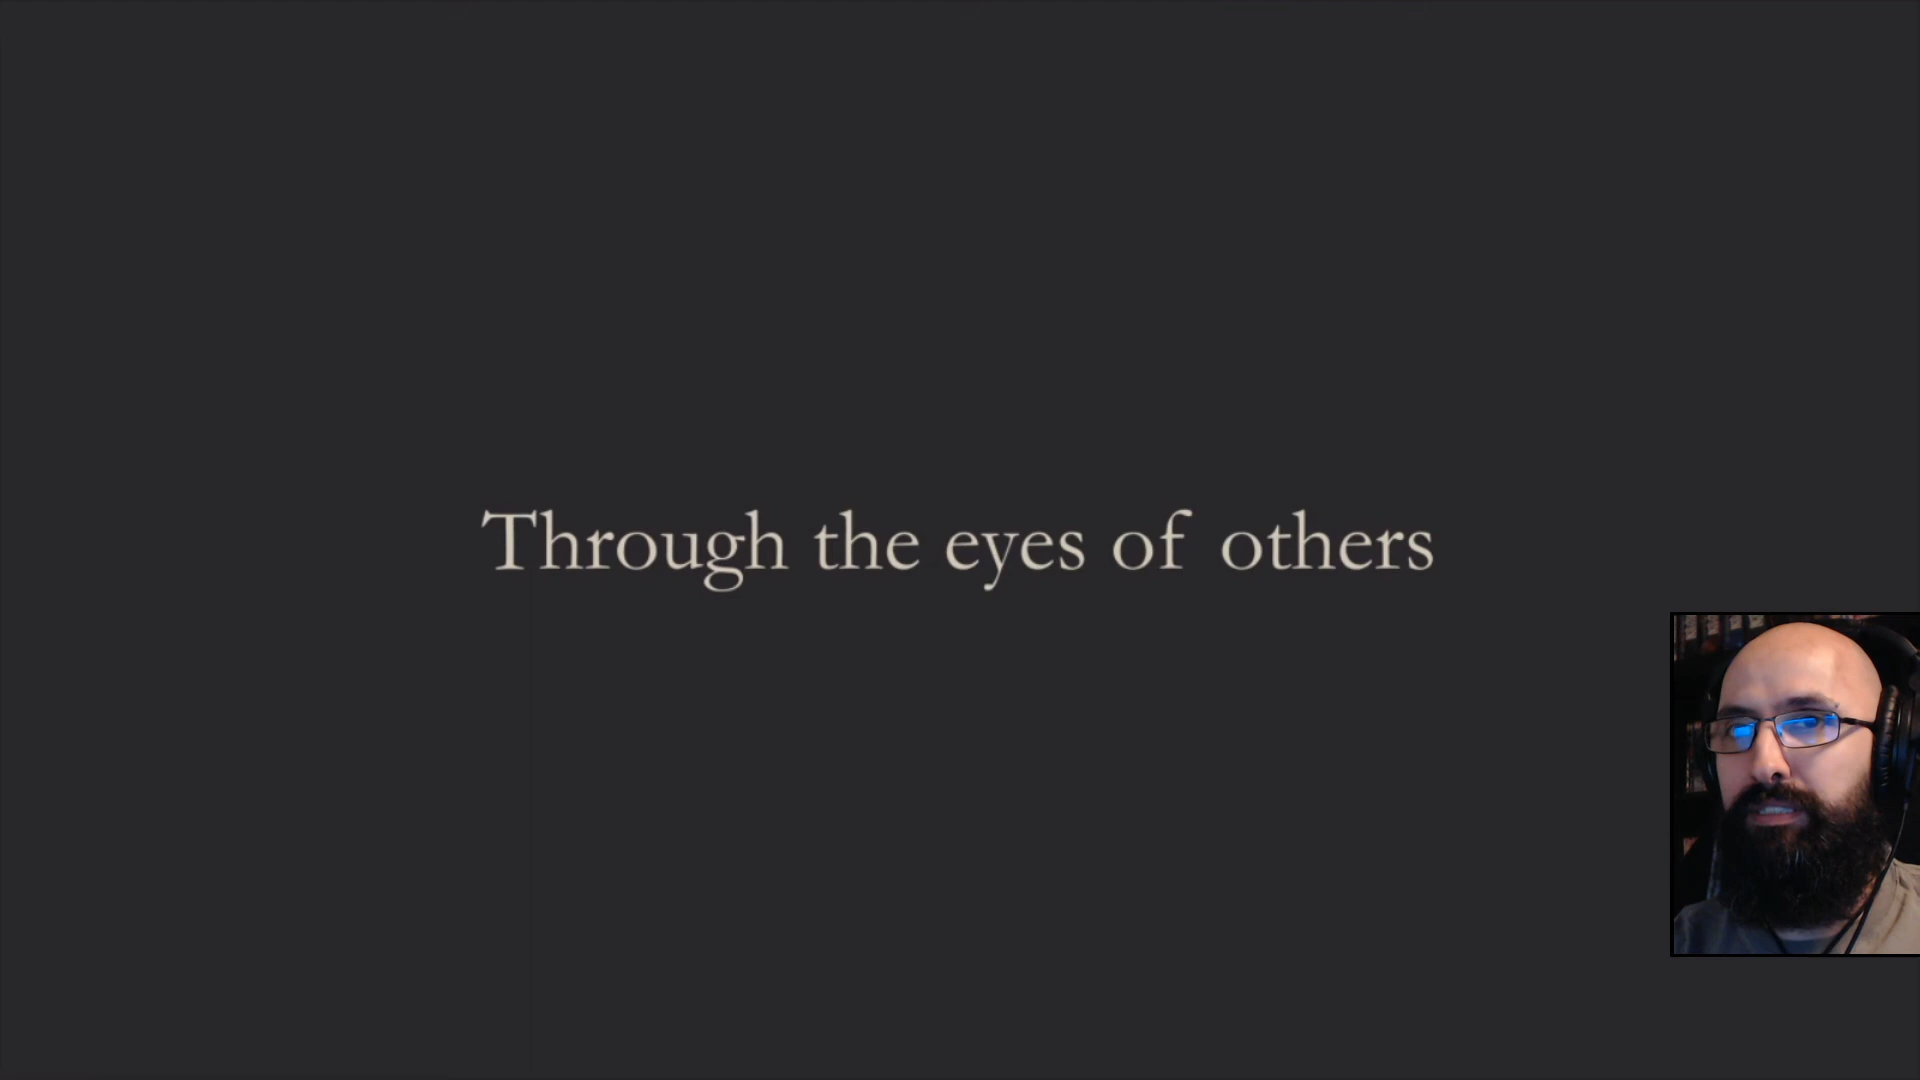 Through the eyes of others